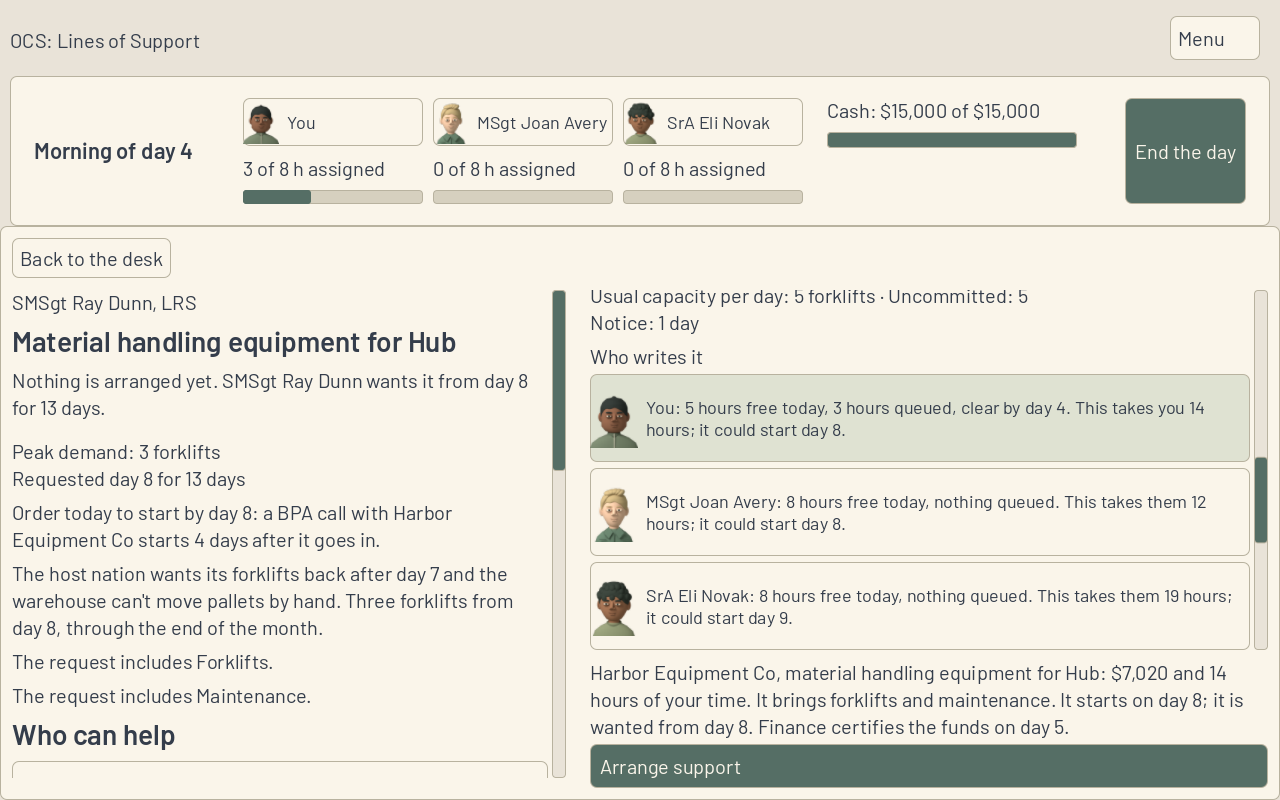 OCS: Lines of Support
Menu
Morning of day 4
You
3 of 8 h assigned
MSgt Joan Avery
0 of 8 h assigned
SrA Eli Novak
0 of 8 h assigned
Cash: $15,000 of $15,000
End the day
Back to the desk
SMSgt Ray Dunn, LRS
Material handling equipment for Hub
Nothing is arranged yet. SMSgt Ray Dunn wants it from day 8
for 13 days.
Peak demand: 3 forklifts
Requested day 8 for 13 days
Order today to start by day 8: a BPA call with Harbor
Equipment Co starts 4 days after it goes in.
The host nation wants its forklifts back after day 7 and the
warehouse can't move pallets by hand. Three forklifts from
day 8, through the end of the month.
The request includes Forklifts.
The request includes Maintenance.
Who can help
Usual capacity per day: 5 forklifts · Uncommitted: 5
Notice: 1 day
Who writes it
You: 5 hours free today, 3 hours queued, clear by day 4. This takes you 14
hours; it could start day 8.
MSgt Joan Avery: 8 hours free today, nothing queued. This takes them 12
hours; it could start day 8.
SrA Eli Novak: 8 hours free today, nothing queued. This takes them 19 hours;
it could start day 9.
Harbor Equipment Co, material handling equipment for Hub: $7,020 and 14
hours of your time. It brings forklifts and maintenance. It starts on day 8; it is
wanted from day 8. Finance certifies the funds on day 5.
Arrange support